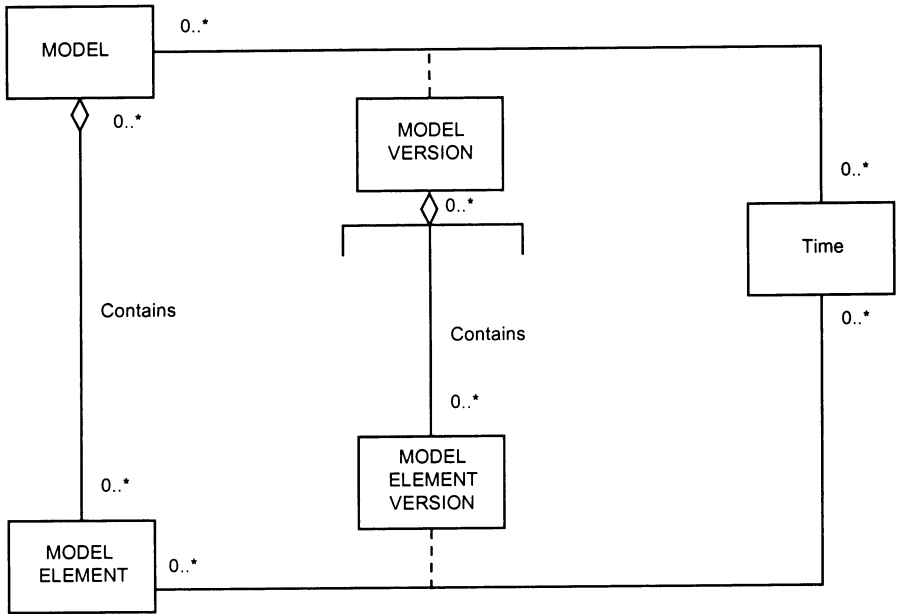 0..*
MODEL
0..*
MODEL
VERSION
0..*
0..*
Time
Contains
0..*
Contains
0..*
MODEL
ELEMENT
VERSION
0..*
MODEL
ELEMENT
0..*